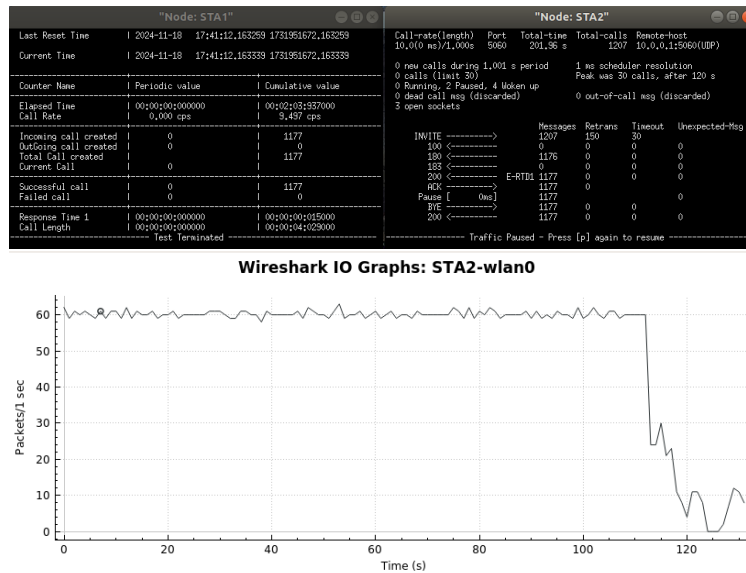 "Node: STA1"
Last Reset Time | 2024-11-18 17:41:12.163259 1731951672.163259
Current Time | 2024-11-18 17:41:12.163339 1731951672.163339
Counter Name | Periodic value | Cumulative value
Elapsed Time | 00:00:00:000000 | 00:02:03:937000
Call Rate | 0.000 cps | 9.497 cps
Incoming call created | 0 | 1177
OutGoing call created | 0 | 0
Total Call created | | 1177
Current Call | 0 |
Successful call | 0 | 1177
Failed call | 0 | 0
Response Time 1 | 00:00:00:000000 | 00:00:00:015000
Call Length | 00:00:00:000000 | 00:00:04:029000
Test Terminated
"Node: STA2"
Call-rate(length) Port Total-time Total-calls Remote-host
10.0(0 ms)/1.000s 5060 201.96 s 1207 10.0.0.1:5060(UDP)
0 new calls during 1.001 s period 1 ms scheduler resolution
0 calls (limit 30) Peak was 30 calls, after 120 s
0 Running, 2 Paused, 4 Woken up
0 dead call msg (discarded) 0 out-of-call msg (discarded)
3 open sockets
Messages Retrans Timeout Unexpected-Msg
INVITE ----------> 1207 150 30
100 <---------- 0 0 0 0
180 <---------- 1176 0 0 0
183 <---------- 0 0 0 0
200 <---------- E-RTD1 1177 0 0 0
ACK ----------> 1177 0
Pause [ 0ms] 1177 0
BYE ----------> 1177 0 0
200 <---------- 1177 0 0 0
Traffic Paused - Press [p] again to resume
Wireshark IO Graphs: STA2-wlan0
Packets/1 sec
60
50
40
30
20
10
0
0 20 40 60 80 100 120
Time (s)